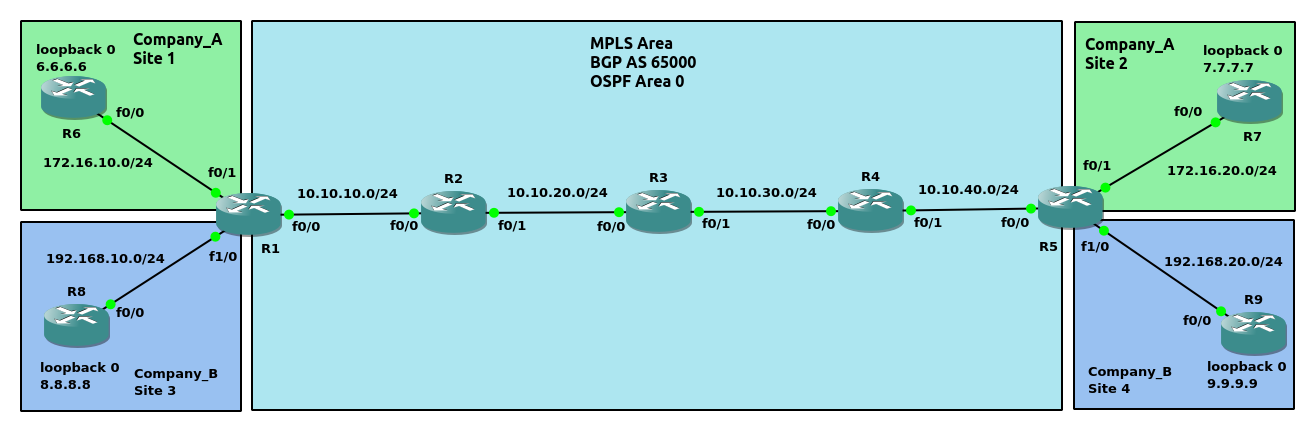 loopback 0
6.6.6.6
Company_A
Site 1
R6
f0/0
172.16.10.0/24
f0/1
192.168.10.0/24
f1/0
R8
f0/0
loopback 0
8.8.8.8
Company_B
Site 3
MPLS Area
BGP AS 65000
OSPF Area 0
R1
f0/0
10.10.10.0/24
f0/0
R2
f0/1
10.10.20.0/24
f0/0
R3
f0/1
10.10.30.0/24
f0/0
R4
f0/1
10.10.40.0/24
f0/0
R5
Company_A
Site 2
loopback 0
7.7.7.7
f0/0
R7
f0/1
172.16.20.0/24
f1/0
192.168.20.0/24
R9
f0/0
loopback 0
9.9.9.9
Company_B
Site 4